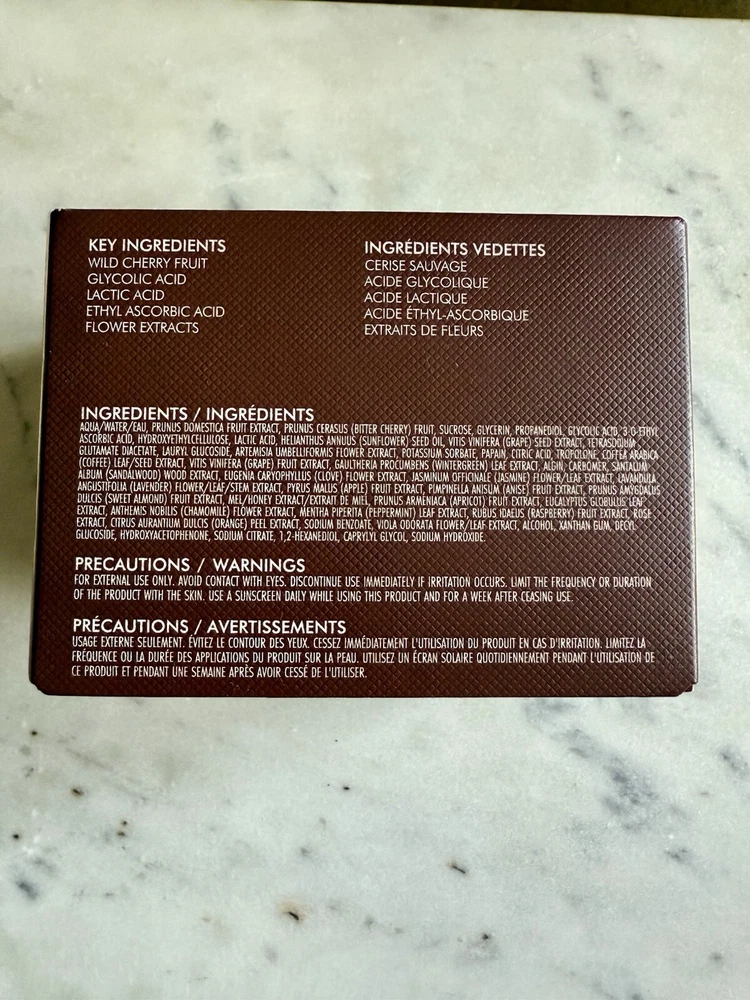 KEY INGREDIENTS
WILD CHERRY FRUIT
GLYCOLIC ACID
LACTIC ACID
ETHYL ASCORBIC ACID
FLOWER EXTRACTS
INGRÉDIENTS VEDETTES
CERISE SAUVAGE
ACIDE GLYCOLIQUE
ACIDE LACTIQUE
ACIDE ÉTHYL-ASCORBIQUE
EXTRAITS DE FLEURS
INGREDIENTS / INGRÉDIENTS
AQUA/WATER/EAU, PRUNUS DOMESTICA FRUIT EXTRACT, PRUNUS CERASUS (BITTER CHERRY) FRUIT, SUCROSE, GLYCERIN, PROPANEDIOL, GLYCOLIC ACID, 3-O-ETHYL
ASCORBIC ACID, HYDROXYETHYLCELLULOSE, LACTIC ACID, HELIANTHUS ANNUUS (SUNFLOWER) SEED OIL, VITIS VINIFERA (GRAPE) SEED EXTRACT, TETRASODIUM
GLUTAMATE DIACETATE, LAURYL GLUCOSIDE, ARTEMISIA UMBELLIFORMIS FLOWER EXTRACT, POTASSIUM SORBATE, PAPAIN, CITRIC ACID, TROPOLONE, COFFEA ARABICA
(COFFEE) LEAF/SEED EXTRACT, VITIS VINIFERA (GRAPE) FRUIT EXTRACT, GAULTHERIA PROCUMBENS (WINTERGREEN) LEAF EXTRACT, ALGIN, CARBOMER, SANTALUM
ALBUM (SANDALWOOD) WOOD EXTRACT, EUGENIA CARYOPHYLLUS (CLOVE) FLOWER EXTRACT, JASMINUM OFFICINALE (JASMINE) FLOWER/LEAF EXTRACT, LAVANDULA
ANGUSTIFOLIA (LAVENDER) FLOWER/LEAF/STEM EXTRACT, PYRUS MALUS (APPLE) FRUIT EXTRACT, PIMPINELLA ANISUM (ANISE) FRUIT EXTRACT, PRUNUS AMYGDALUS
DULCIS (SWEET ALMOND) FRUIT EXTRACT, MEL/HONEY EXTRACT/EXTRAIT DE MIEL, PRUNUS ARMENIACA (APRICOT) FRUIT EXTRACT, EUCALYPTUS GLOBULUS LEAF
EXTRACT, ANTHEMIS NOBILIS (CHAMOMILE) FLOWER EXTRACT, MENTHA PIPERITA (PEPPERMINT) LEAF EXTRACT, RUBUS IDAEUS (RASPBERRY) FRUIT EXTRACT, ROSE
EXTRACT, CITRUS AURANTIUM DULCIS (ORANGE) PEEL EXTRACT, SODIUM BENZOATE, VIOLA ODORATA FLOWER/LEAF EXTRACT, ALCOHOL, XANTHAN GUM, DECYL
GLUCOSIDE, HYDROXYACETOPHENONE, SODIUM CITRATE, 1,2-HEXANEDIOL, CAPRYLYL GLYCOL, SODIUM HYDROXIDE.
PRECAUTIONS / WARNINGS
FOR EXTERNAL USE ONLY. AVOID CONTACT WITH EYES. DISCONTINUE USE IMMEDIATELY IF IRRITATION OCCURS. LIMIT THE FREQUENCY OR DURATION
OF THE PRODUCT WITH THE SKIN. USE A SUNSCREEN DAILY WHILE USING THIS PRODUCT AND FOR A WEEK AFTER CEASING USE.
PRÉCAUTIONS / AVERTISSEMENTS
USAGE EXTERNE SEULEMENT. ÉVITEZ LE CONTOUR DES YEUX. CESSEZ IMMÉDIATEMENT L'UTILISATION DU PRODUIT EN CAS D'IRRITATION. LIMITEZ LA
FRÉQUENCE OU LA DURÉE DES APPLICATIONS DU PRODUIT SUR LA PEAU. UTILISEZ UN ÉCRAN SOLAIRE QUOTIDIENNEMENT PENDANT L'UTILISATION DE
CE PRODUIT ET PENDANT UNE SEMAINE APRÈS AVOIR CESSÉ DE L'UTILISER.